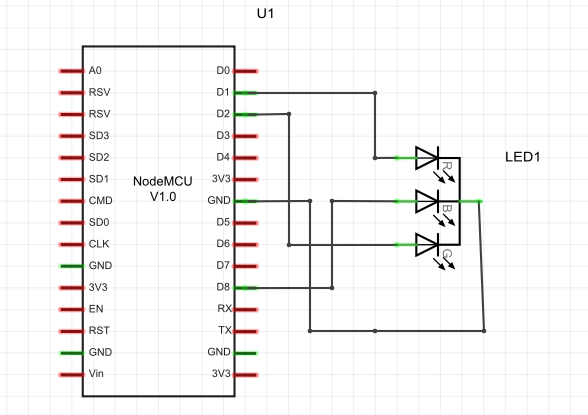 U1
A0 D0
RSV D1
RSV D2
SD3 D3
SD2 D4
SD1 3V3
NodeMCU
V1.0
CMD GND
SD0 D5
CLK D6
GND D7
3V3 D8
EN RX
RST TX
GND GND
Vin 3V3
LED1
R
B
G